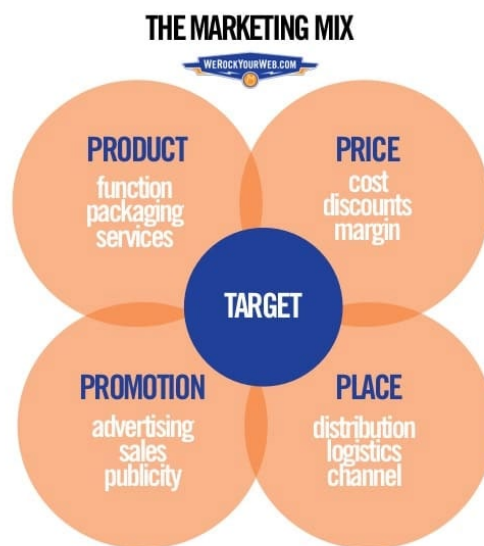 THE MARKETING MIX
WEROCKYOURWEB.COM
PRODUCT
function
packaging
services
PRICE
cost
discounts
margin
TARGET
PROMOTION
advertising
sales
publicity
PLACE
distribution
logistics
channel